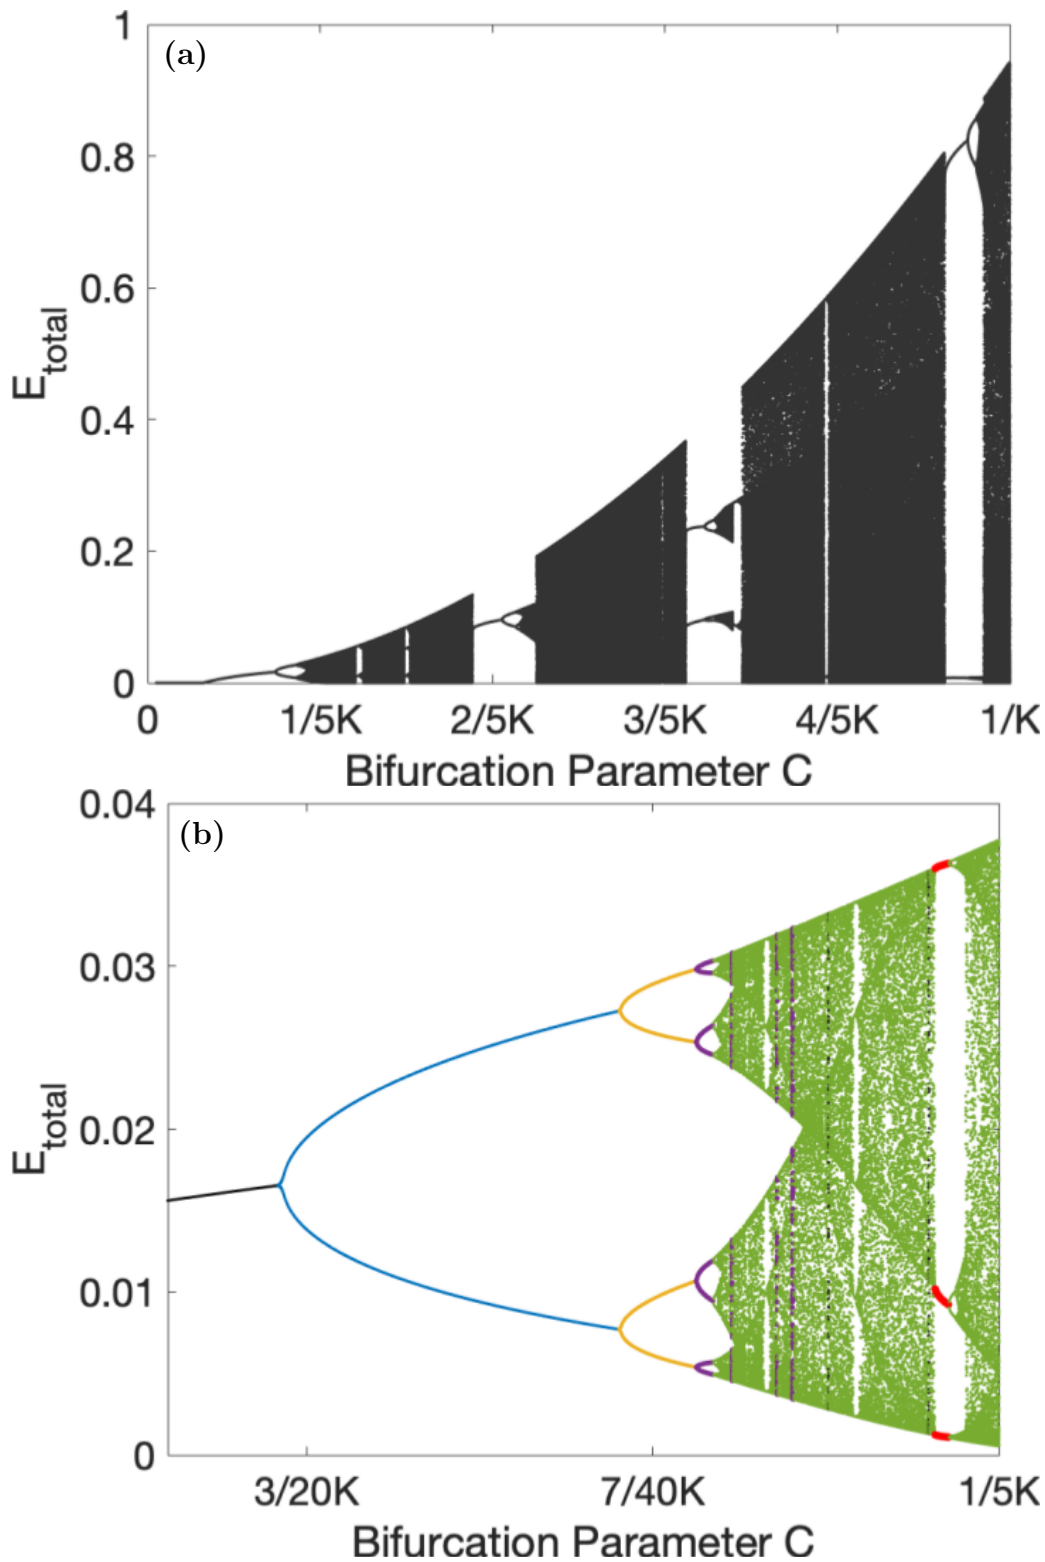 (a)
1
0.8
0.6
0.4
0.2
0
E_total
0 1/5K 2/5K 3/5K 4/5K 1/K
Bifurcation Parameter C
(b)
0.04
0.03
0.02
0.01
0
E_total
3/20K 7/40K 1/5K
Bifurcation Parameter C